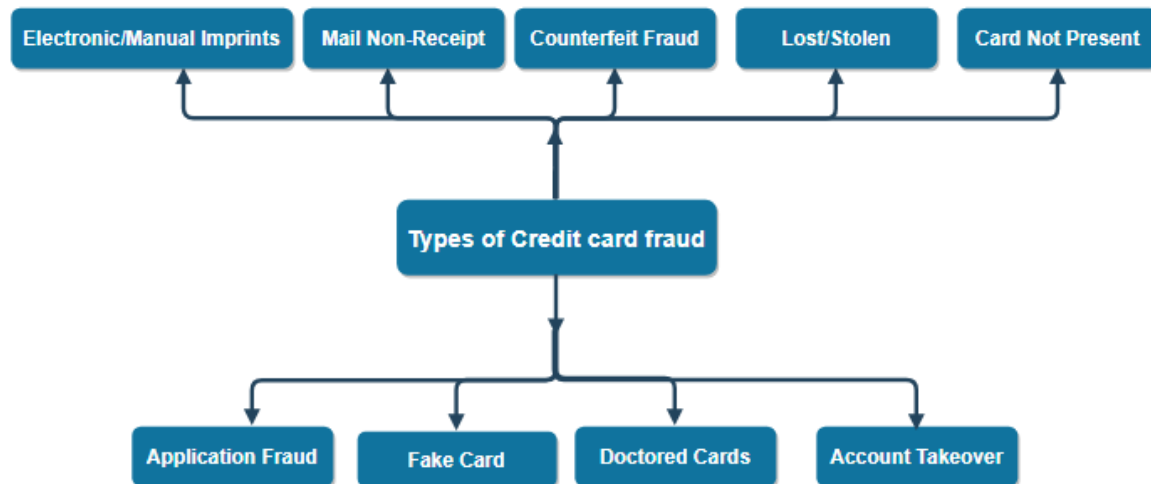 Electronic/Manual Imprints
Mail Non-Receipt
Counterfeit Fraud
Lost/Stolen
Card Not Present
Types of Credit card fraud
Application Fraud
Fake Card
Doctored Cards
Account Takeover